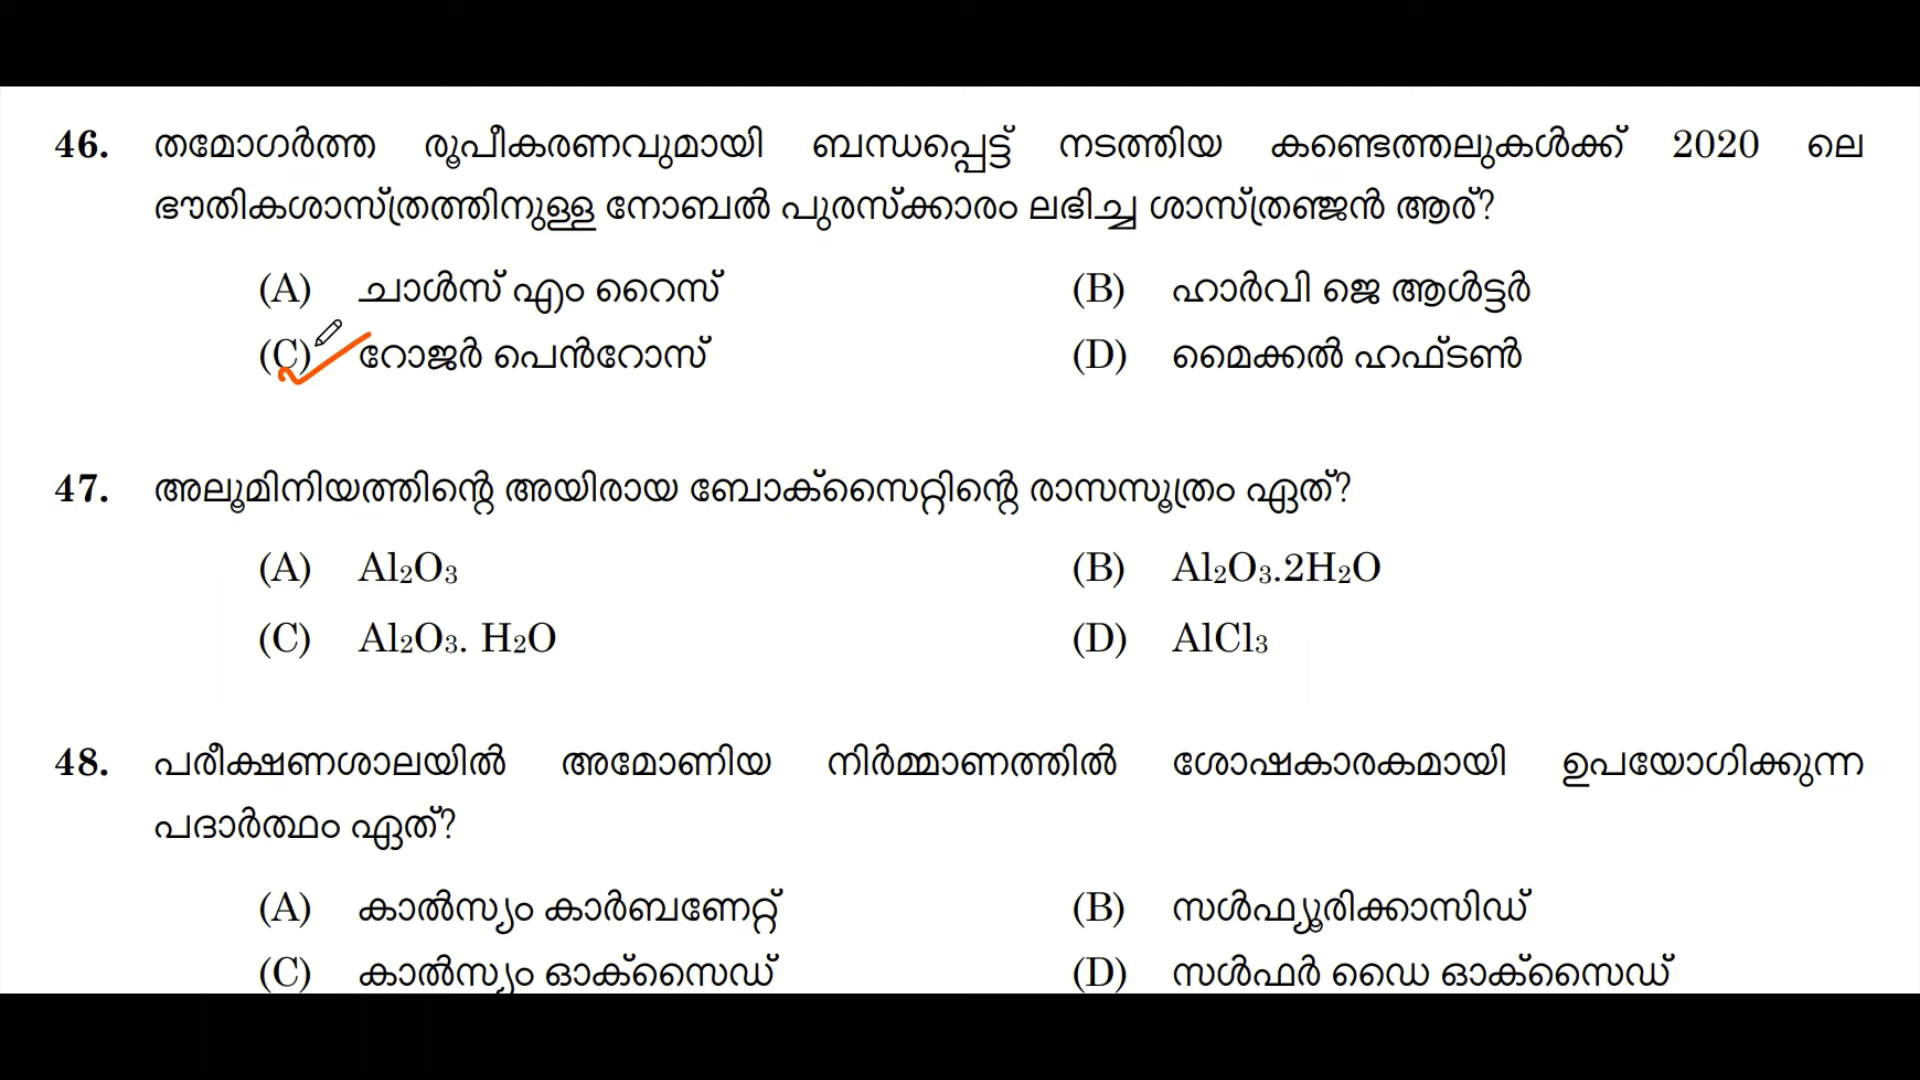 46. തമോഗർത്ത രൂപീകരണവുമായി ബന്ധപ്പെട്ട് നടത്തിയ കണ്ടെത്തലുകൾക്ക് 2020 ലെ
ഭൗതികശാസ്ത്രത്തിനുള്ള നോബൽ പുരസ്ക്കാരം ലഭിച്ച ശാസ്ത്രഞ്ജൻ ആര്?
(A) ചാൾസ് എം റൈസ് (B) ഹാർവി ജെ ആൾട്ടർ
(C) റോജർ പെൻറോസ് (D) മൈക്കൽ ഹഫ്ടൺ
47. അലൂമിനിയത്തിന്റെ അയിരായ ബോക്സൈറ്റിന്റെ രാസസൂത്രം ഏത്?
(A) Al₂O₃ (B) Al₂O₃.2H₂O
(C) Al₂O₃. H₂O (D) AlCl₃
48. പരീക്ഷണശാലയിൽ അമോണിയ നിർമ്മാണത്തിൽ ശോഷകാരകമായി ഉപയോഗിക്കുന്ന
പദാർത്ഥം ഏത്?
(A) കാൽസ്യം കാർബണേറ്റ് (B) സൾഫ്യൂരിക്കാസിഡ്
(C) കാൽസ്യം ഓക്സൈഡ് (D) സൾഫർ ഡൈ ഓക്സൈഡ്